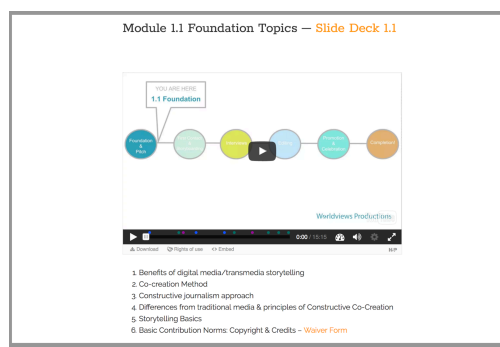 Module 1.1 Foundation Topics — Slide Deck 1.1
YOU ARE HERE
1.1 Foundation
Foundation
&
Pitch
Worldviews Productions
0:00 / 15:15
Download Rights of use <> Embed
1. Benefits of digital media/transmedia storytelling
2. Co-creation Method
3. Constructive journalism approach
4. Differences from traditional media & principles of Constructive Co-Creation
5. Storytelling Basics
6. Basic Contribution Norms: Copyright & Credits – Waiver Form